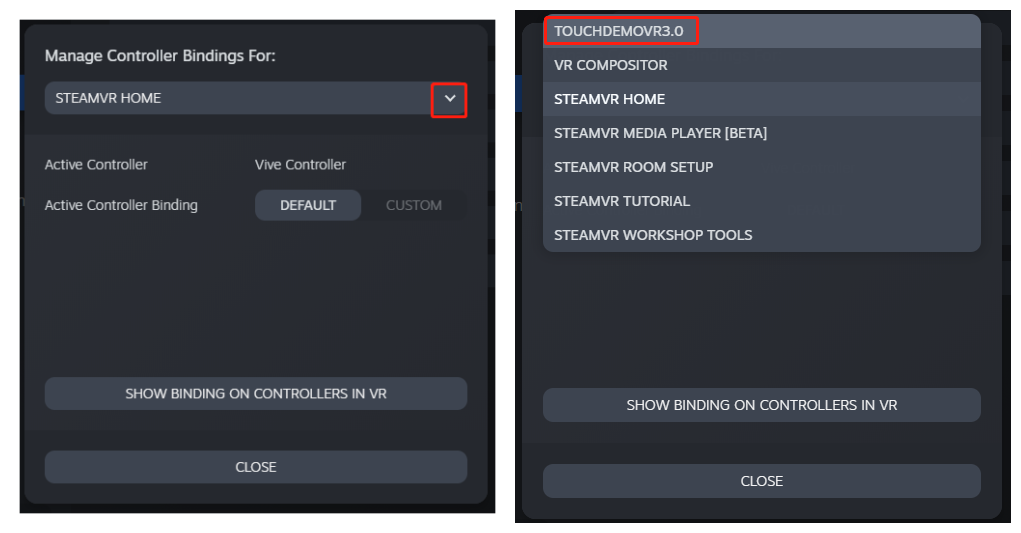 Manage Controller Bindings For:
STEAMVR HOME
Active Controller Vive Controller
Active Controller Binding DEFAULT CUSTOM
SHOW BINDING ON CONTROLLERS IN VR
CLOSE
TOUCHDEMOVR3.0
VR COMPOSITOR
STEAMVR HOME
STEAMVR MEDIA PLAYER [BETA]
STEAMVR ROOM SETUP
STEAMVR TUTORIAL
STEAMVR WORKSHOP TOOLS
SHOW BINDING ON CONTROLLERS IN VR
CLOSE